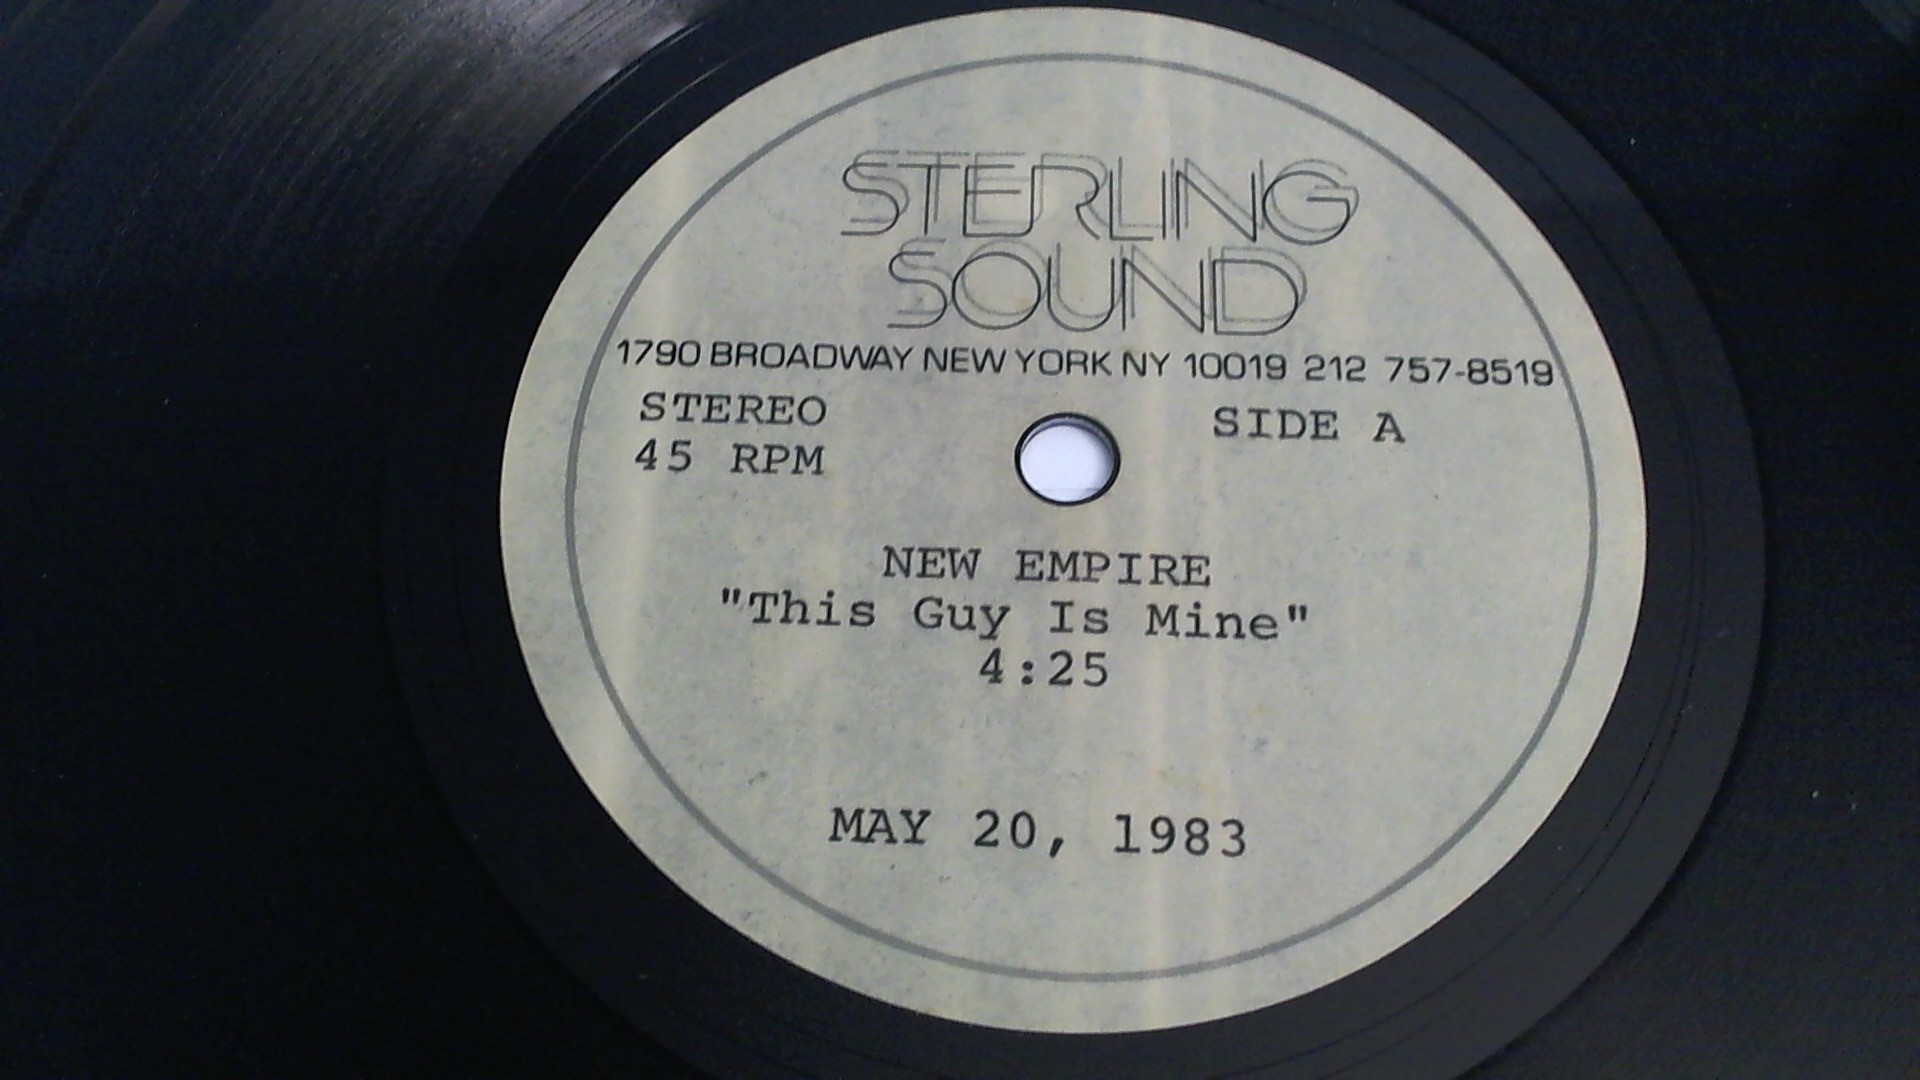 STERLING
SOUND
1790 BROADWAY NEW YORK NY 10019 212 757-8519
STEREO SIDE A
45 RPM
NEW EMPIRE
"This Guy Is Mine"
4:25
MAY 20, 1983